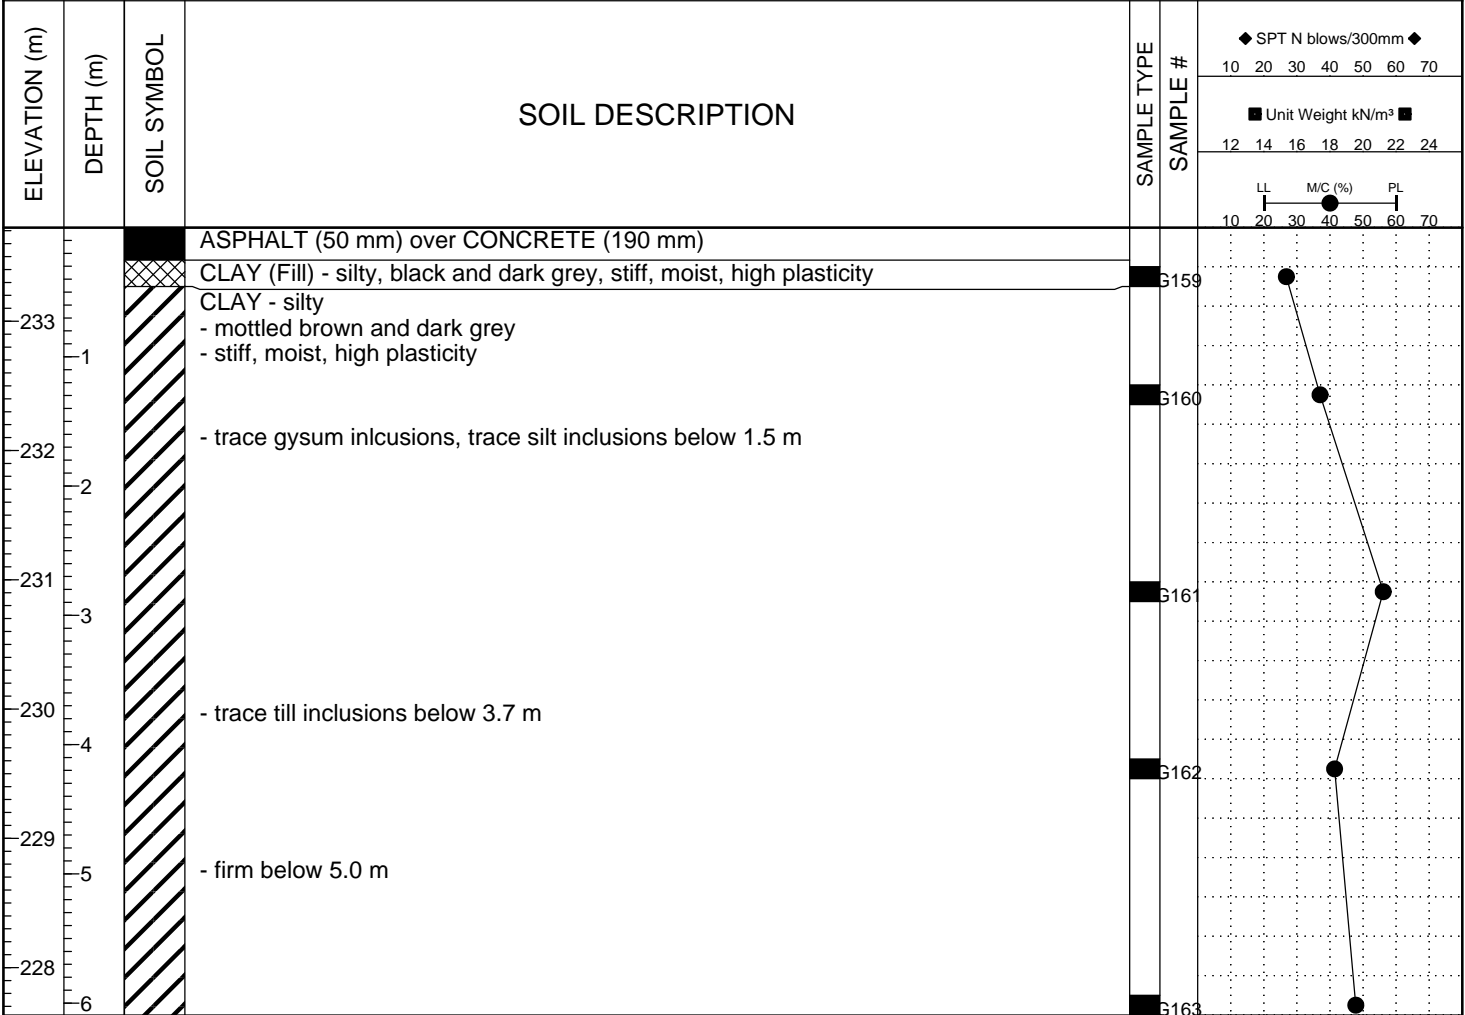 ELEVATION (m)
DEPTH (m)
SOIL SYMBOL
SOIL DESCRIPTION
SAMPLE TYPE
SAMPLE #
◆ SPT N blows/300mm ◆
10 20 30 40 50 60 70
■ Unit Weight kN/m³ ■
12 14 16 18 20 22 24
LL M/C (%) PL
10 20 30 40 50 60 70
ASPHALT (50 mm) over CONCRETE (190 mm)
CLAY (Fill) - silty, black and dark grey, stiff, moist, high plasticity
G159
CLAY - silty
233
- mottled brown and dark grey
1
- stiff, moist, high plasticity
G160
- trace gysum inlcusions, trace silt inclusions below 1.5 m
232
2
231
G161
3
230
- trace till inclusions below 3.7 m
4
G162
229
5
- firm below 5.0 m
228
6
G163